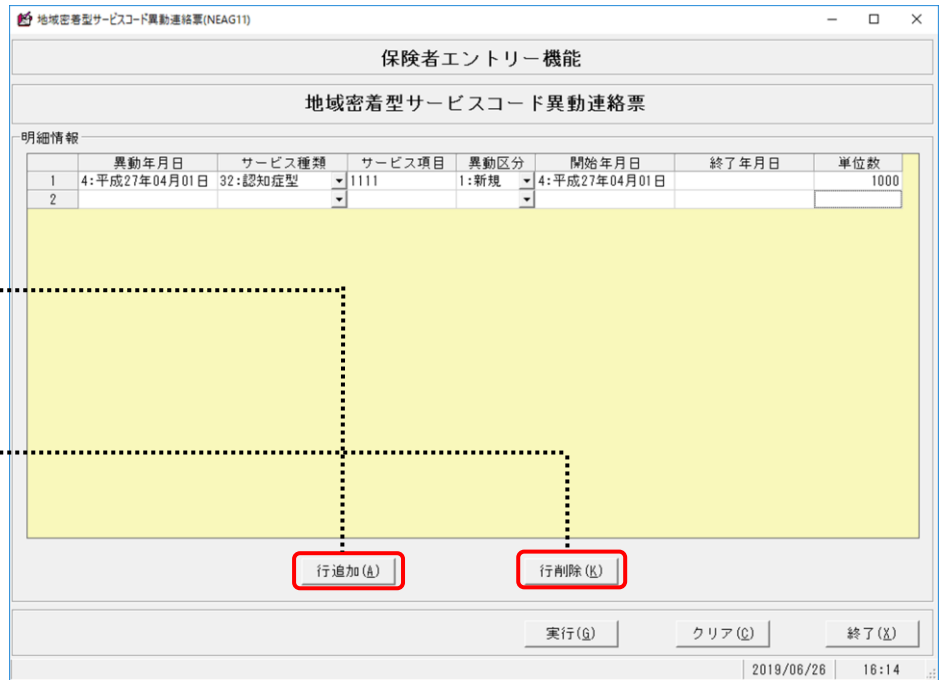 地域密着型サービスコード異動連絡票(NEAG11)
保険者エントリー機能
地域密着型サービスコード異動連絡票
明細情報
異動年月日 サービス種類 サービス項目 異動区分 開始年月日 終了年月日 単位数
1 4:平成27年04月01日 32:認知症型 1111 1:新規 4:平成27年04月01日 1000
2
行追加(A) 行削除(K)
実行(G) クリア(C) 終了(X)
2019/06/26 16:14